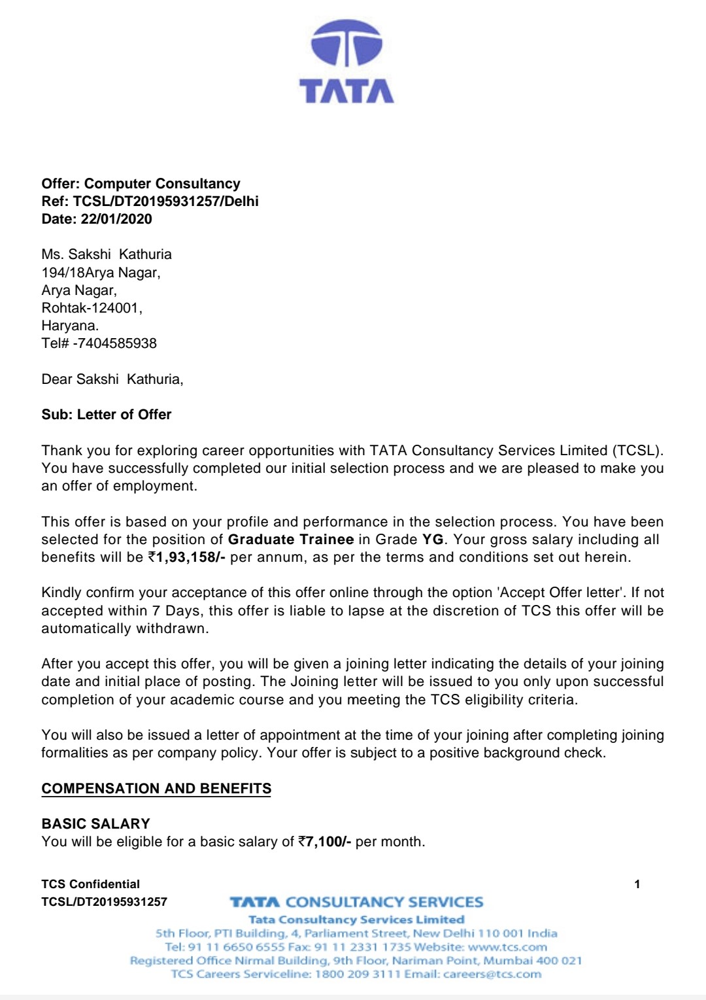 TATA
Offer: Computer Consultancy
Ref: TCSL/DT20195931257/Delhi
Date: 22/01/2020
Ms. Sakshi  Kathuria
194/18Arya Nagar,
Arya Nagar,
Rohtak-124001,
Haryana.
Tel# -7404585938
Dear Sakshi  Kathuria,
Sub: Letter of Offer
Thank you for exploring career opportunities with TATA Consultancy Services Limited (TCSL).
You have successfully completed our initial selection process and we are pleased to make you
an offer of employment.
This offer is based on your profile and performance in the selection process. You have been
selected for the position of Graduate Trainee in Grade YG. Your gross salary including all
benefits will be ₹1,93,158/- per annum, as per the terms and conditions set out herein.
Kindly confirm your acceptance of this offer online through the option 'Accept Offer letter'. If not
accepted within 7 Days, this offer is liable to lapse at the discretion of TCS this offer will be
automatically withdrawn.
After you accept this offer, you will be given a joining letter indicating the details of your joining
date and initial place of posting. The Joining letter will be issued to you only upon successful
completion of your academic course and you meeting the TCS eligibility criteria.
You will also be issued a letter of appointment at the time of your joining after completing joining
formalities as per company policy. Your offer is subject to a positive background check.
COMPENSATION AND BENEFITS
BASIC SALARY
You will be eligible for a basic salary of ₹7,100/- per month.
TCS Confidential 1
TCSL/DT20195931257
TATA CONSULTANCY SERVICES
Tata Consultancy Services Limited
5th Floor, PTI Building, 4, Parliament Street, New Delhi 110 001 India
Tel: 91 11 6650 6555 Fax: 91 11 2331 1735 Website: www.tcs.com
Registered Office Nirmal Building, 9th Floor, Nariman Point, Mumbai 400 021
TCS Careers Serviceline: 1800 209 3111 Email: careers@tcs.com